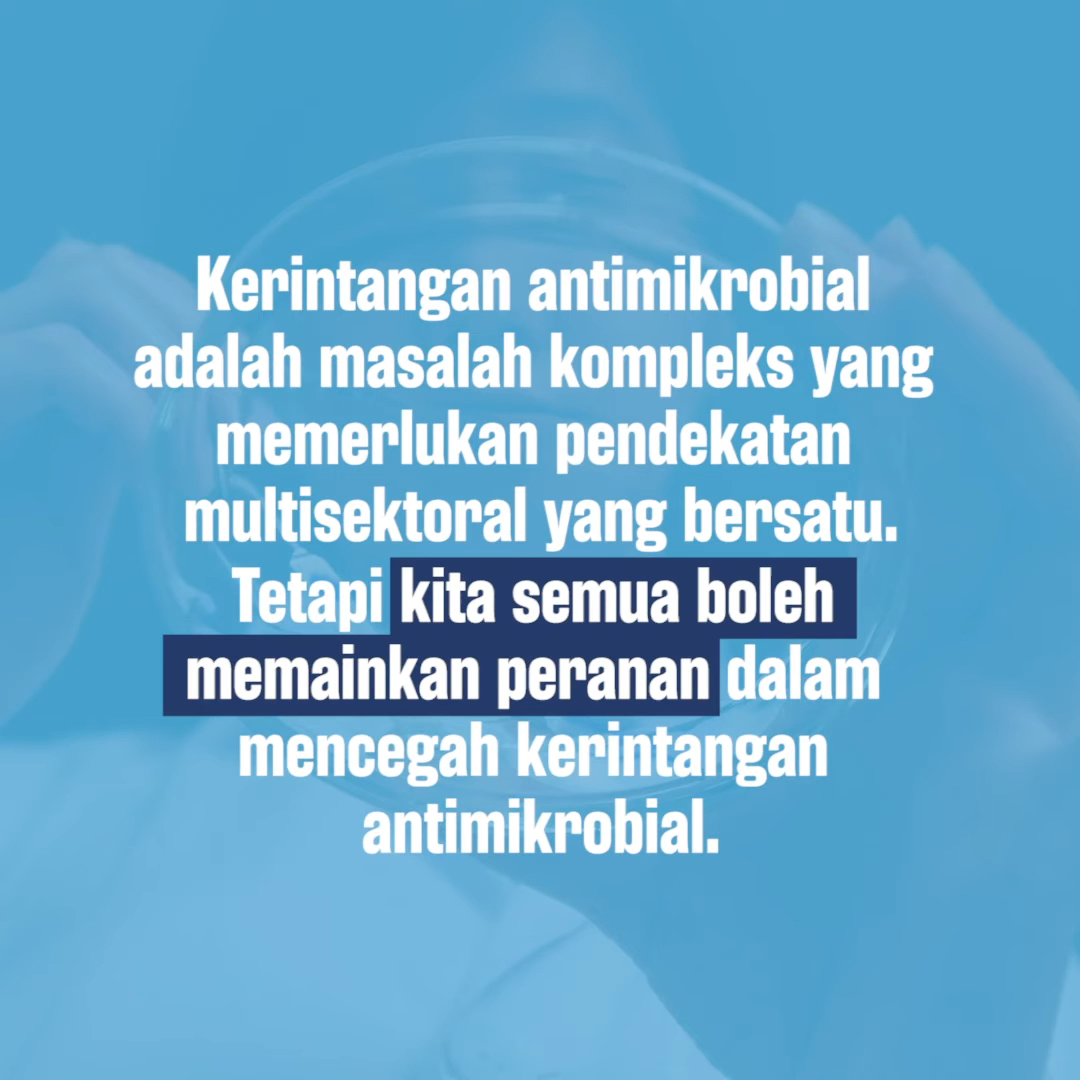 Kerintangan antimikrobial
adalah masalah kompleks yang
memerlukan pendekatan
multisektoral yang bersatu.
Tetapi kita semua boleh
memainkan peranan dalam
mencegah kerintangan
antimikrobial.